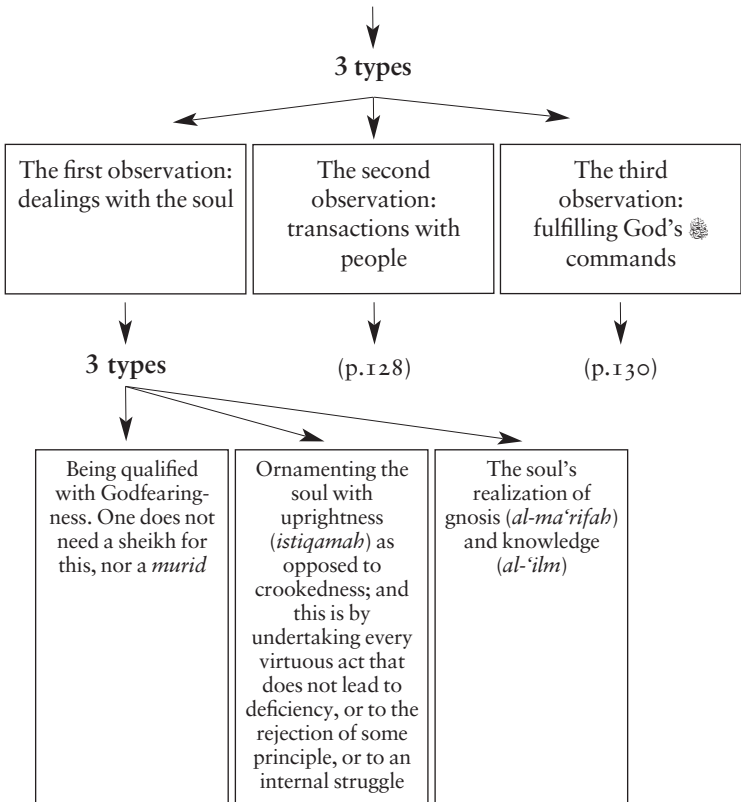 3 types
The first observation:
dealings with the soul
The second
observation:
transactions with
people
The third
observation:
fulfilling God's ﷻ
commands
3 types
(p.128)
(p.130)
Being qualified
with Godfearing-
ness. One does not
need a sheikh for
this, nor a murid
Ornamenting the
soul with
uprightness
(istiqamah) as
opposed to
crookedness; and
this is by
undertaking every
virtuous act that
does not lead to
deficiency, or to the
rejection of some
principle, or to an
internal struggle
The soul's
realization of
gnosis (al-ma‘rifah)
and knowledge
(al-‘ilm)